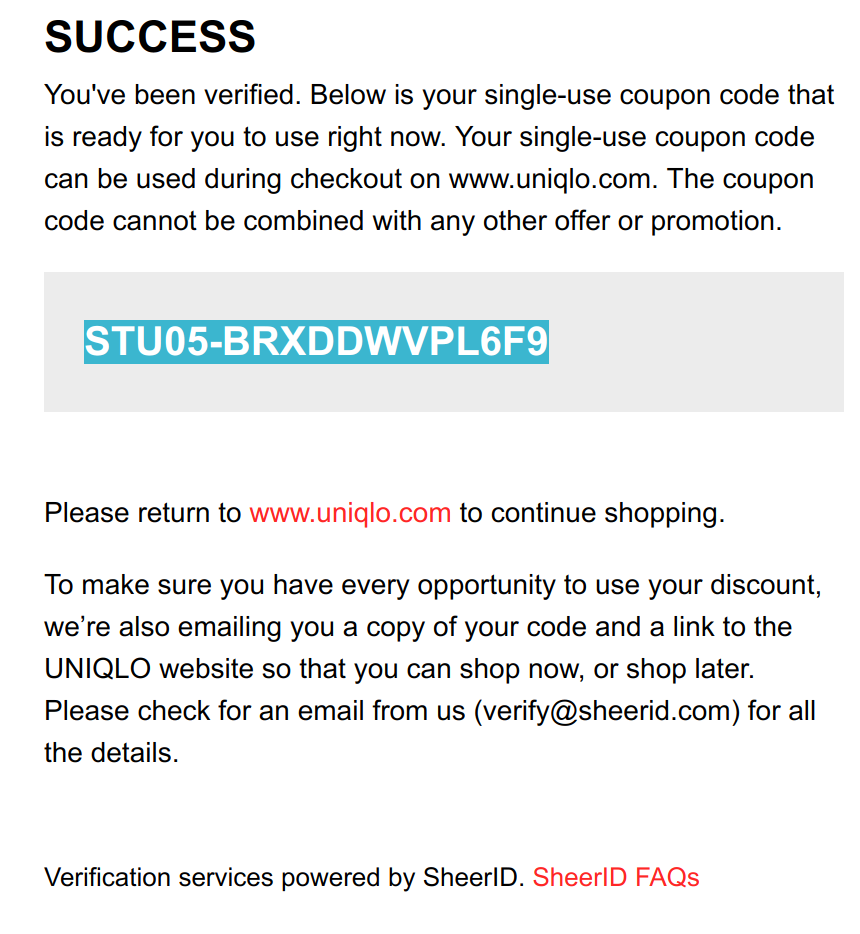 SUCCESS
You've been verified. Below is your single-use coupon code that
is ready for you to use right now. Your single-use coupon code
can be used during checkout on www.uniqlo.com. The coupon
code cannot be combined with any other offer or promotion.
STU05-BRXDDWVPL6F9
Please return to www.uniqlo.com to continue shopping.
To make sure you have every opportunity to use your discount,
we’re also emailing you a copy of your code and a link to the
UNIQLO website so that you can shop now, or shop later.
Please check for an email from us (verify@sheerid.com) for all
the details.
Verification services powered by SheerID. SheerID FAQs